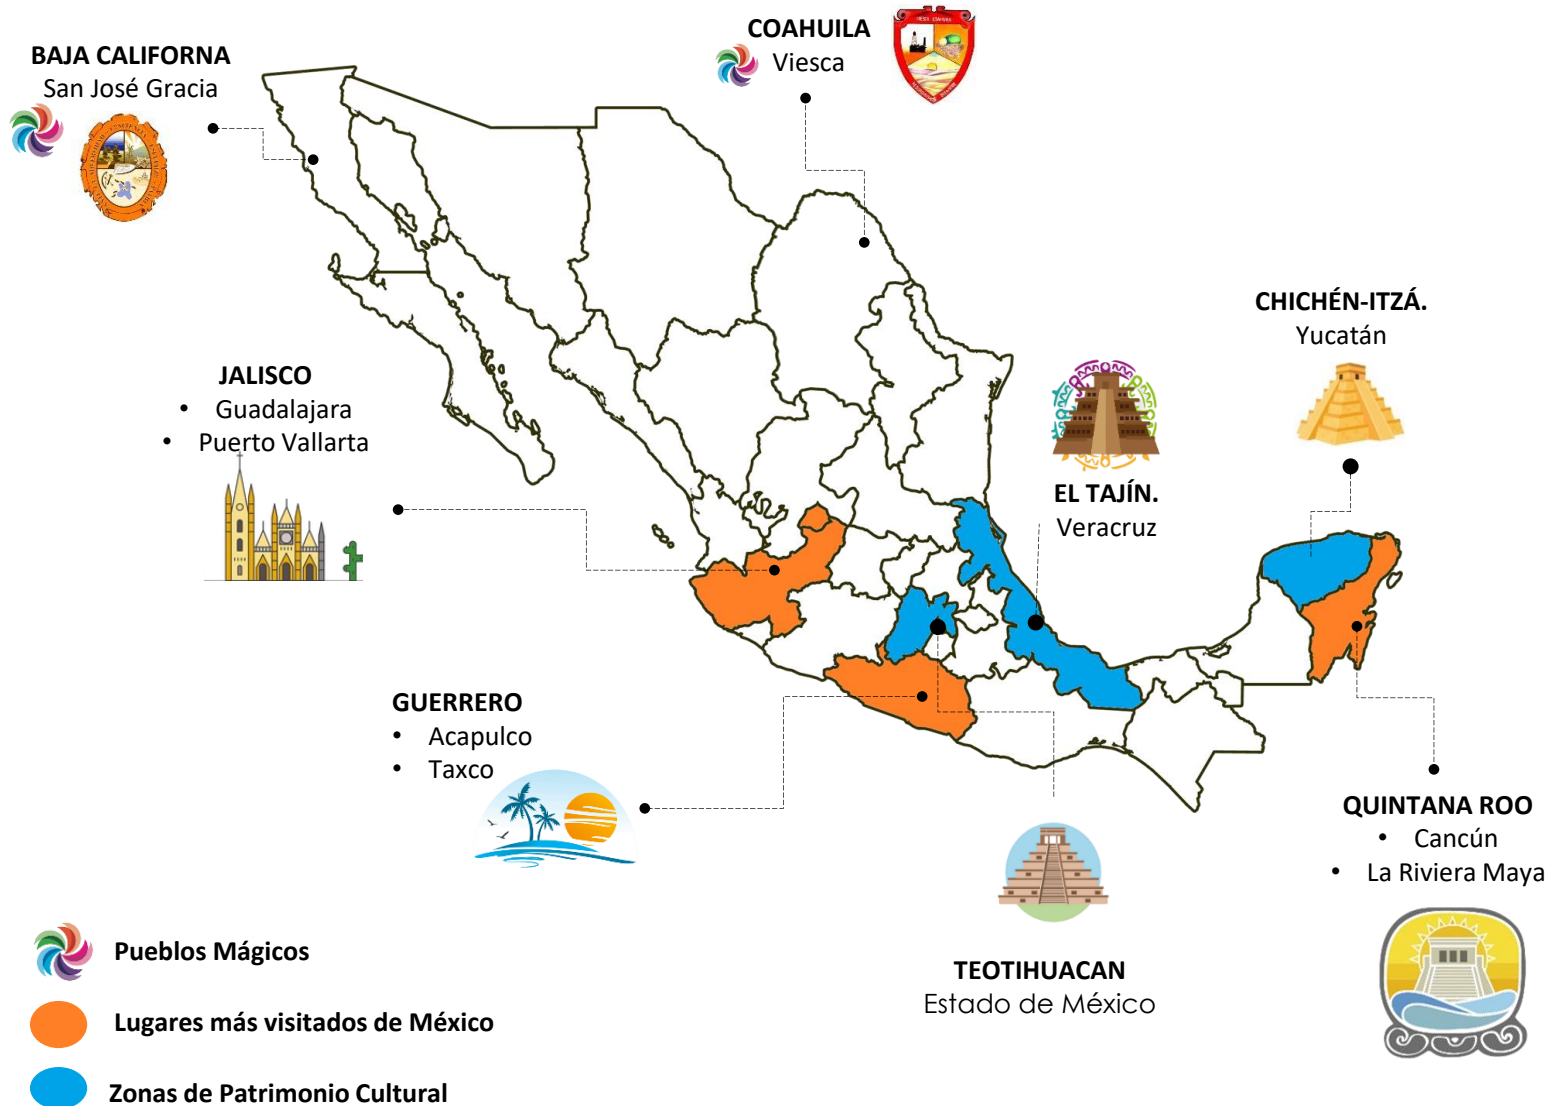 BAJA CALIFORNA
San José Gracia
COAHUILA
Viesca
CHICHÉN-ITZÁ.
Yucatán
JALISCO
• Guadalajara
• Puerto Vallarta
EL TAJÍN.
Veracruz
GUERRERO
• Acapulco
• Taxco
QUINTANA ROO
• Cancún
• La Riviera Maya
TEOTIHUACAN
Estado de México
Pueblos Mágicos
Lugares más visitados de México
Zonas de Patrimonio Cultural